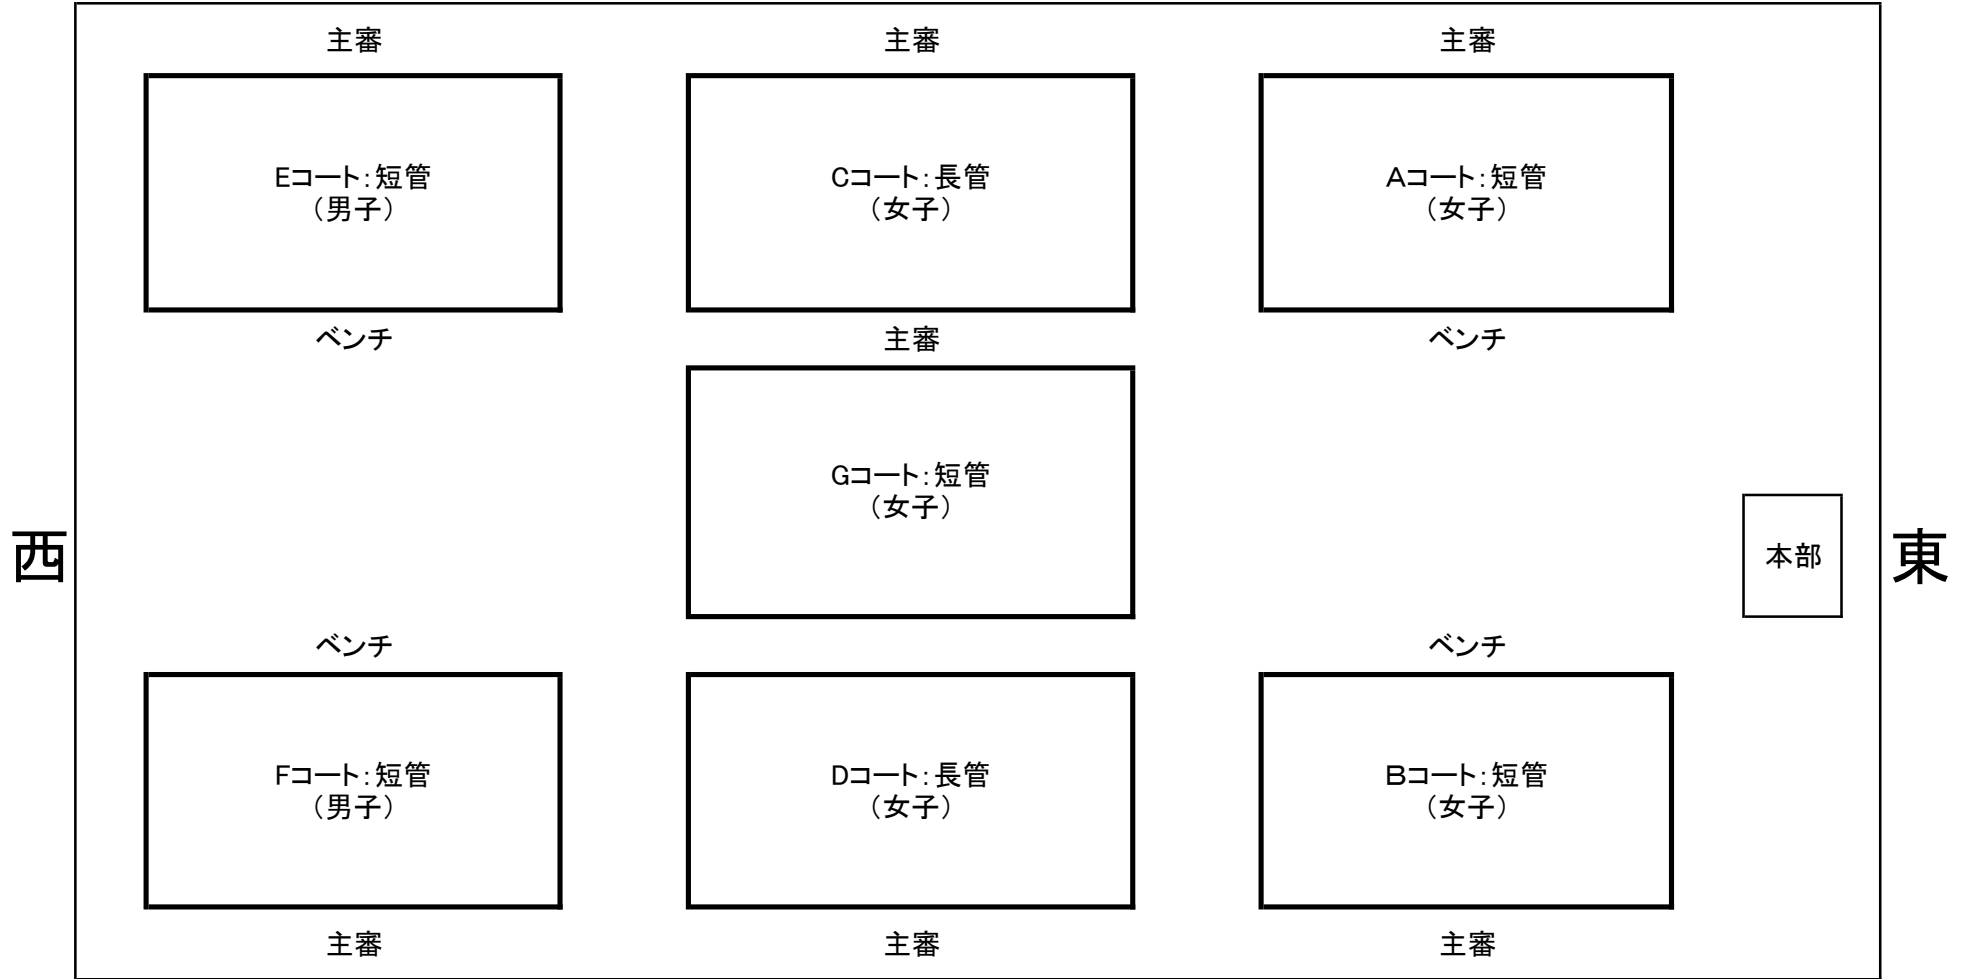 主審
主審
主審
Eコート：短管
（男子）
Cコート：長管
（女子）
Aコート：短管
（女子）
ベンチ
主審
ベンチ
Gコート：短管
（女子）
西
本部
東
ベンチ
ベンチ
Fコート：短管
（男子）
Dコート：長管
（女子）
Bコート：短管
（女子）
主審
主審
主審